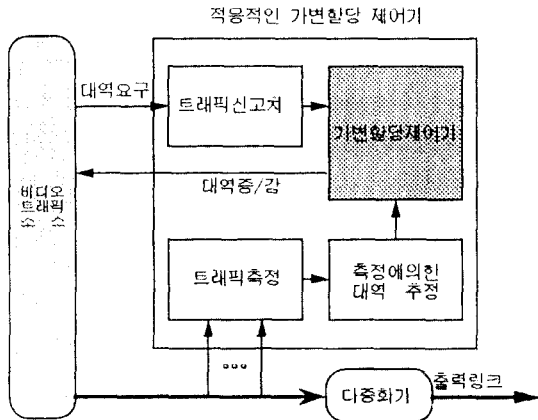 적응적인 가변할당 제어기
대역요구
트래픽신고치
가변할당제어기
대역증/감
비디오
트래픽
소스
트래픽측정
측정에의한
대역 추정
...
다중화기
출력링크